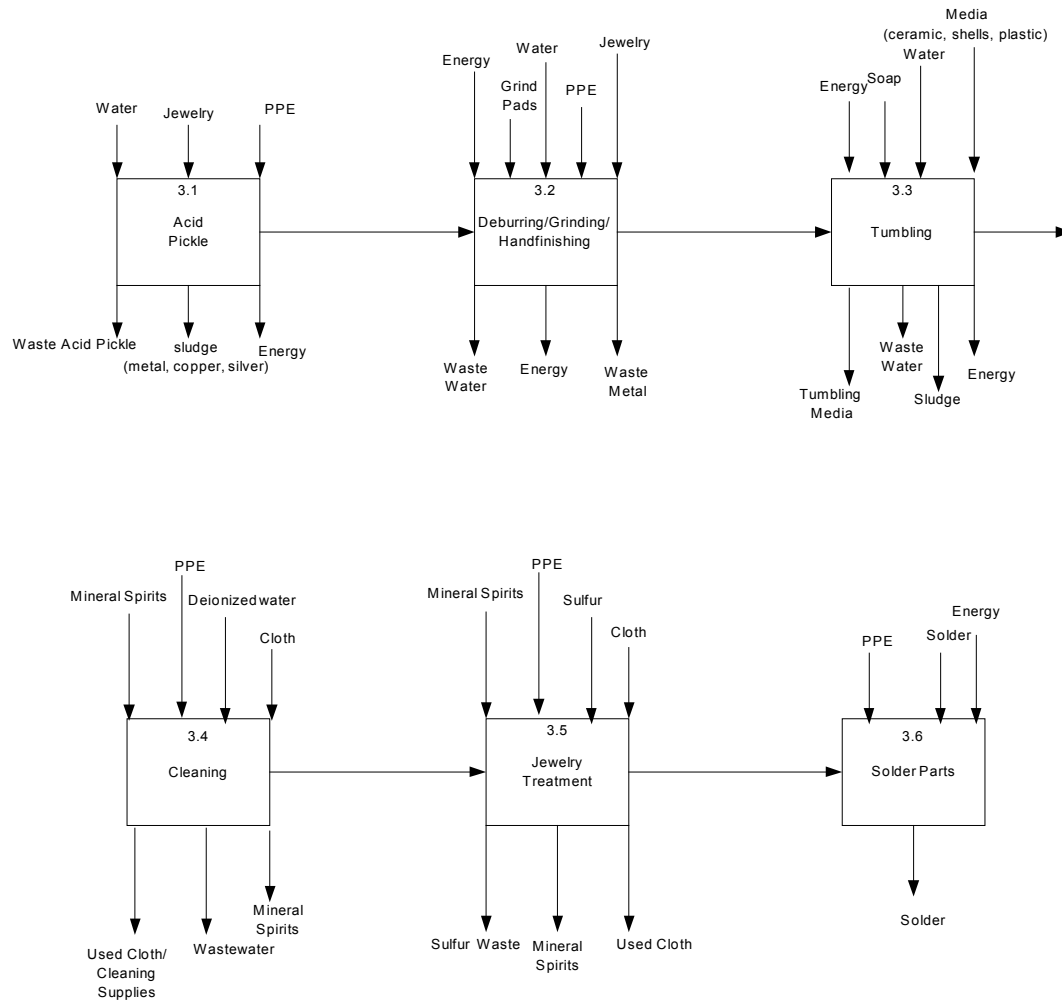 Media
(ceramic, shells, plastic)
Water
Jewelry
Energy
Water
Grind
Pads
PPE
Energy
Soap
Water
Jewelry
PPE
3.1
Acid
Pickle
3.2
Deburring/Grinding/
Handfinishing
3.3
Tumbling
Waste Acid Pickle
sludge
(metal, copper, silver)
Energy
Waste
Water
Energy
Waste
Metal
Tumbling
Media
Waste
Water
Sludge
Energy
Mineral Spirits
PPE
Deionized water
Cloth
Mineral Spirits
PPE
Sulfur
Cloth
PPE
Solder
Energy
3.4
Cleaning
3.5
Jewelry
Treatment
3.6
Solder Parts
Used Cloth/
Cleaning
Supplies
Wastewater
Mineral
Spirits
Sulfur Waste
Mineral
Spirits
Used Cloth
Solder